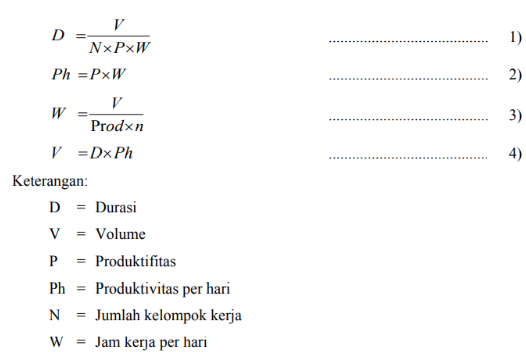 D = V / N×P×W ........................................ 1)
Ph = P×W ........................................ 2)
W = V / Prod×n ........................................ 3)
V = D×Ph ........................................ 4)
Keterangan:
D = Durasi
V = Volume
P = Produktifitas
Ph = Produktivitas per hari
N = Jumlah kelompok kerja
W = Jam kerja per hari